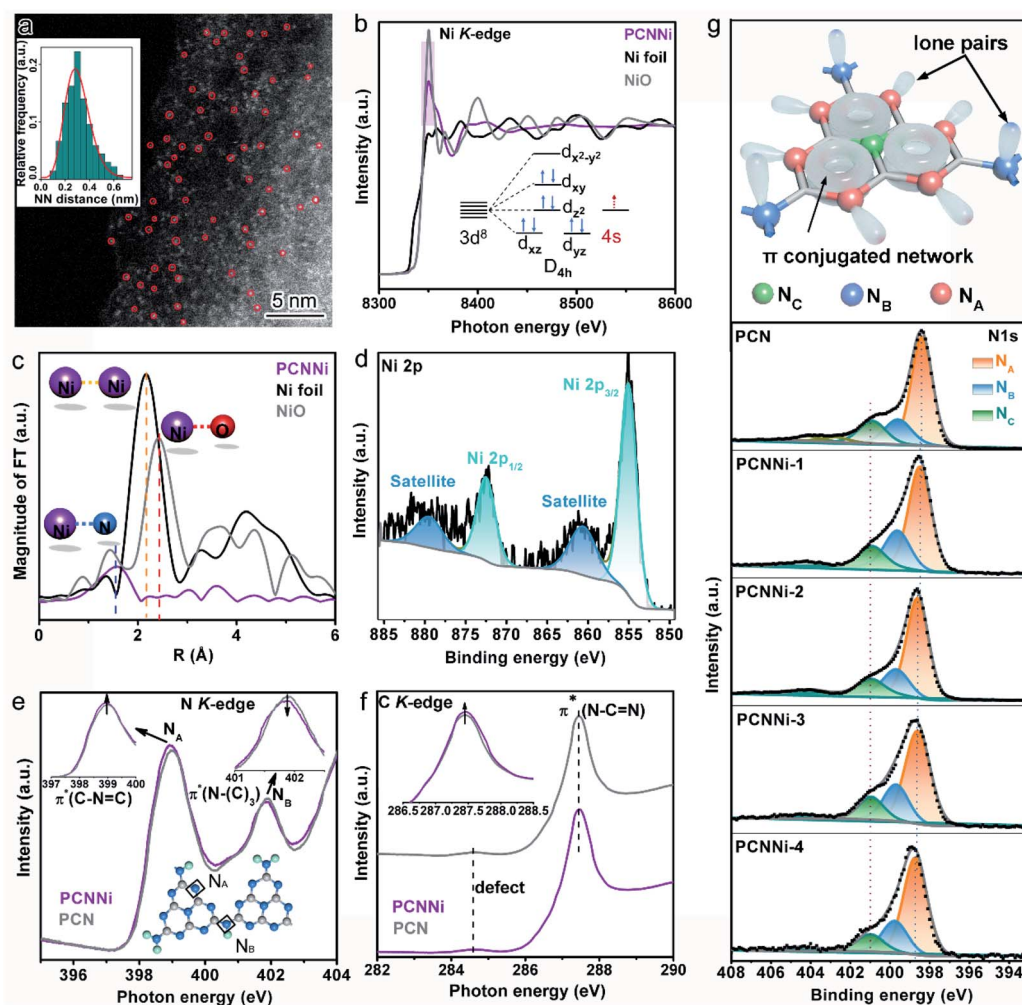 a
Relative frequency (a.u.)
0.2
0.1
0.0
0.0 0.2 0.4 0.6
NN distance (nm)
5 nm
b
Ni K-edge
PCNNi
Ni foil
NiO
Intensity (a.u.)
dx²-y²
dxy
dz²
3d⁸
4s
dxz
dyz
D4h
8300 8400 8500 8600
Photon energy (eV)
c
PCNNi
Ni foil
NiO
Ni Ni
Ni O
Ni N
Magnitude of FT (a.u.)
0 1 2 3 4 5 6
R (Å)
d
Ni 2p
Ni 2p3/2
Ni 2p1/2
Satellite
Satellite
Intensity (a.u.)
885 880 875 870 865 860 855 850
Binding energy (eV)
e
N K-edge
NA
397 398 399 400
401 402
π*(C-N=C)
π*(N-(C)3)
NB
Intensity (a.u.)
NA
NB
PCNNi
PCN
396 398 400 402 404
Photon energy (eV)
f
C K-edge
π*(N-C=N)
286.5 287.0 287.5 288.0 288.5
Intensity (a.u.)
defect
PCNNi
PCN
282 284 286 288 290
Photon energy (eV)
g
lone pairs
π conjugated network
NC
NB
NA
PCN
N1s
NA
NB
NC
PCNNi-1
PCNNi-2
PCNNi-3
PCNNi-4
Intensity (a.u.)
408 406 404 402 400 398 396 394
Binding energy (eV)